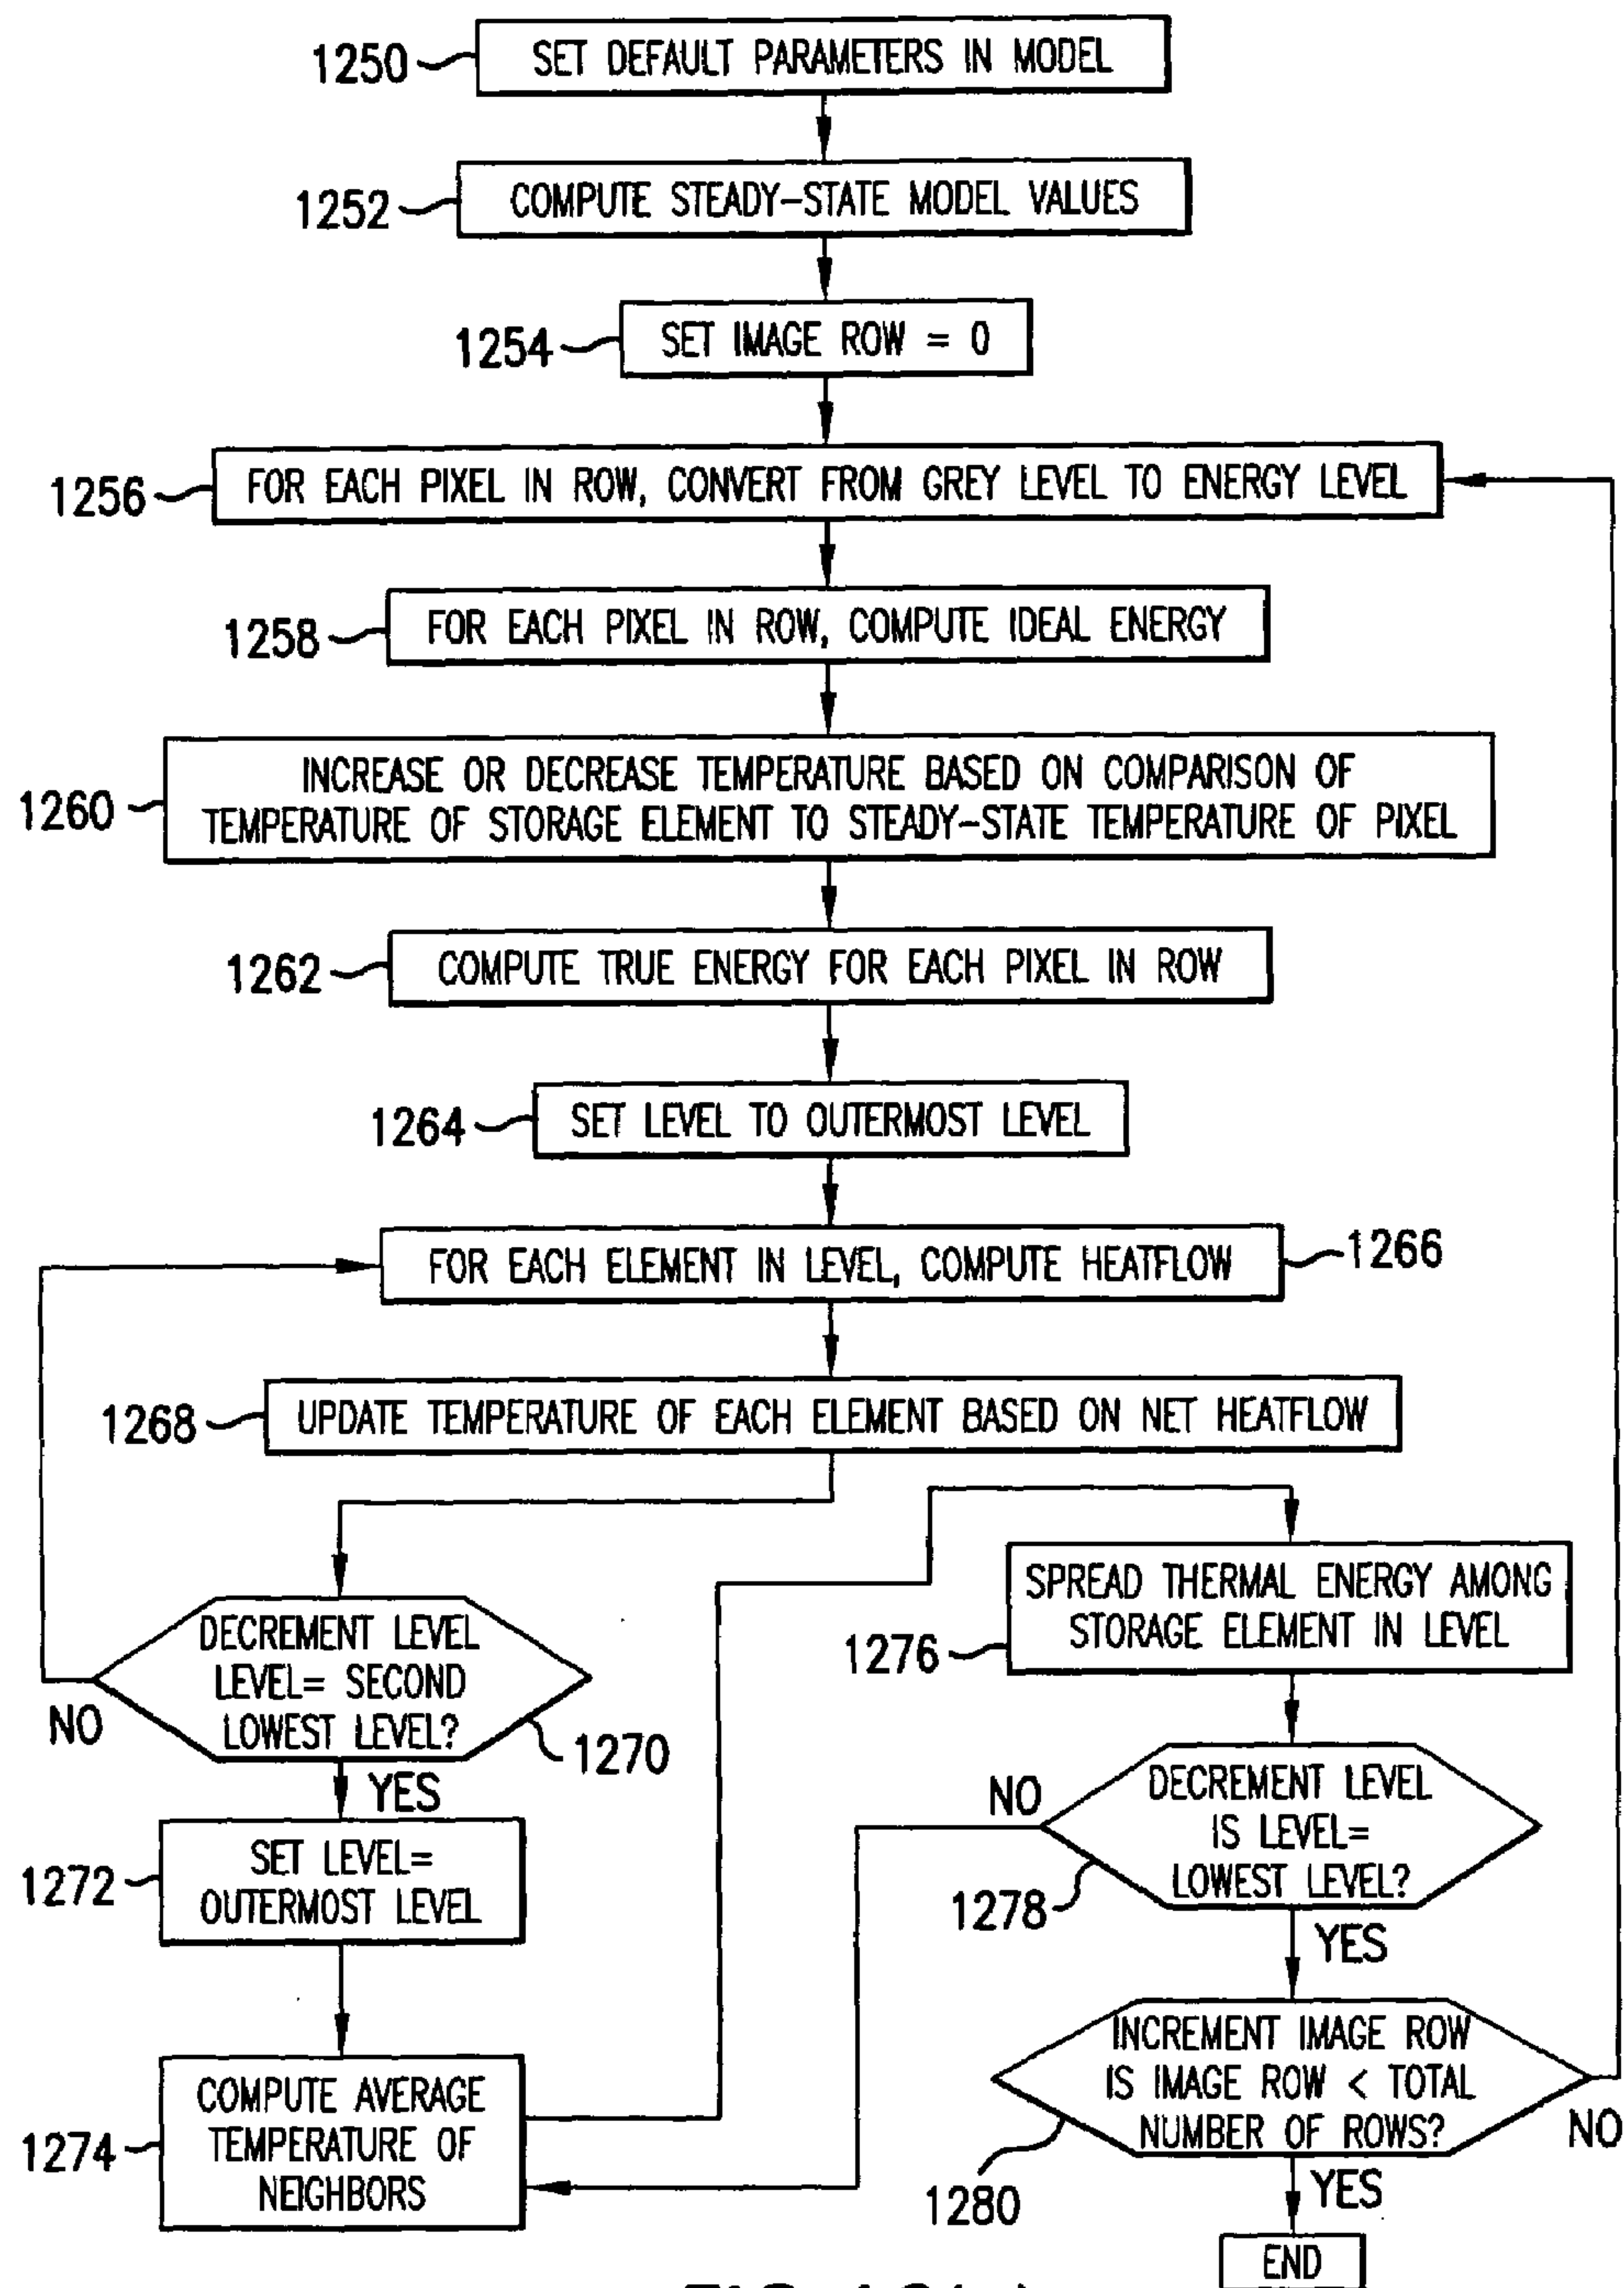 1250
SET DEFAULT PARAMETERS IN MODEL
1252
COMPUTE STEADY-STATE MODEL VALUES
1254
SET IMAGE ROW = 0
1256
FOR EACH PIXEL IN ROW, CONVERT FROM GREY LEVEL TO ENERGY LEVEL
1258
FOR EACH PIXEL IN ROW, COMPUTE IDEAL ENERGY
1260
INCREASE OR DECREASE TEMPERATURE BASED ON COMPARISON OF
TEMPERATURE OF STORAGE ELEMENT TO STEADY-STATE TEMPERATURE OF PIXEL
1262
COMPUTE TRUE ENERGY FOR EACH PIXEL IN ROW
1264
SET LEVEL TO OUTERMOST LEVEL
FOR EACH ELEMENT IN LEVEL, COMPUTE HEATFLOW
1266
1268
UPDATE TEMPERATURE OF EACH ELEMENT BASED ON NET HEATFLOW
DECREMENT LEVEL
LEVEL= SECOND
LOWEST LEVEL?
NO
1270
YES
1272
SET LEVEL=
OUTERMOST LEVEL
1274
COMPUTE AVERAGE
TEMPERATURE OF
NEIGHBORS
SPREAD THERMAL ENERGY AMONG
STORAGE ELEMENT IN LEVEL
1276
NO
DECREMENT LEVEL
IS LEVEL=
LOWEST LEVEL?
1278
YES
INCREMENT IMAGE ROW
IS IMAGE ROW < TOTAL
NUMBER OF ROWS?
NO
1280
YES
END